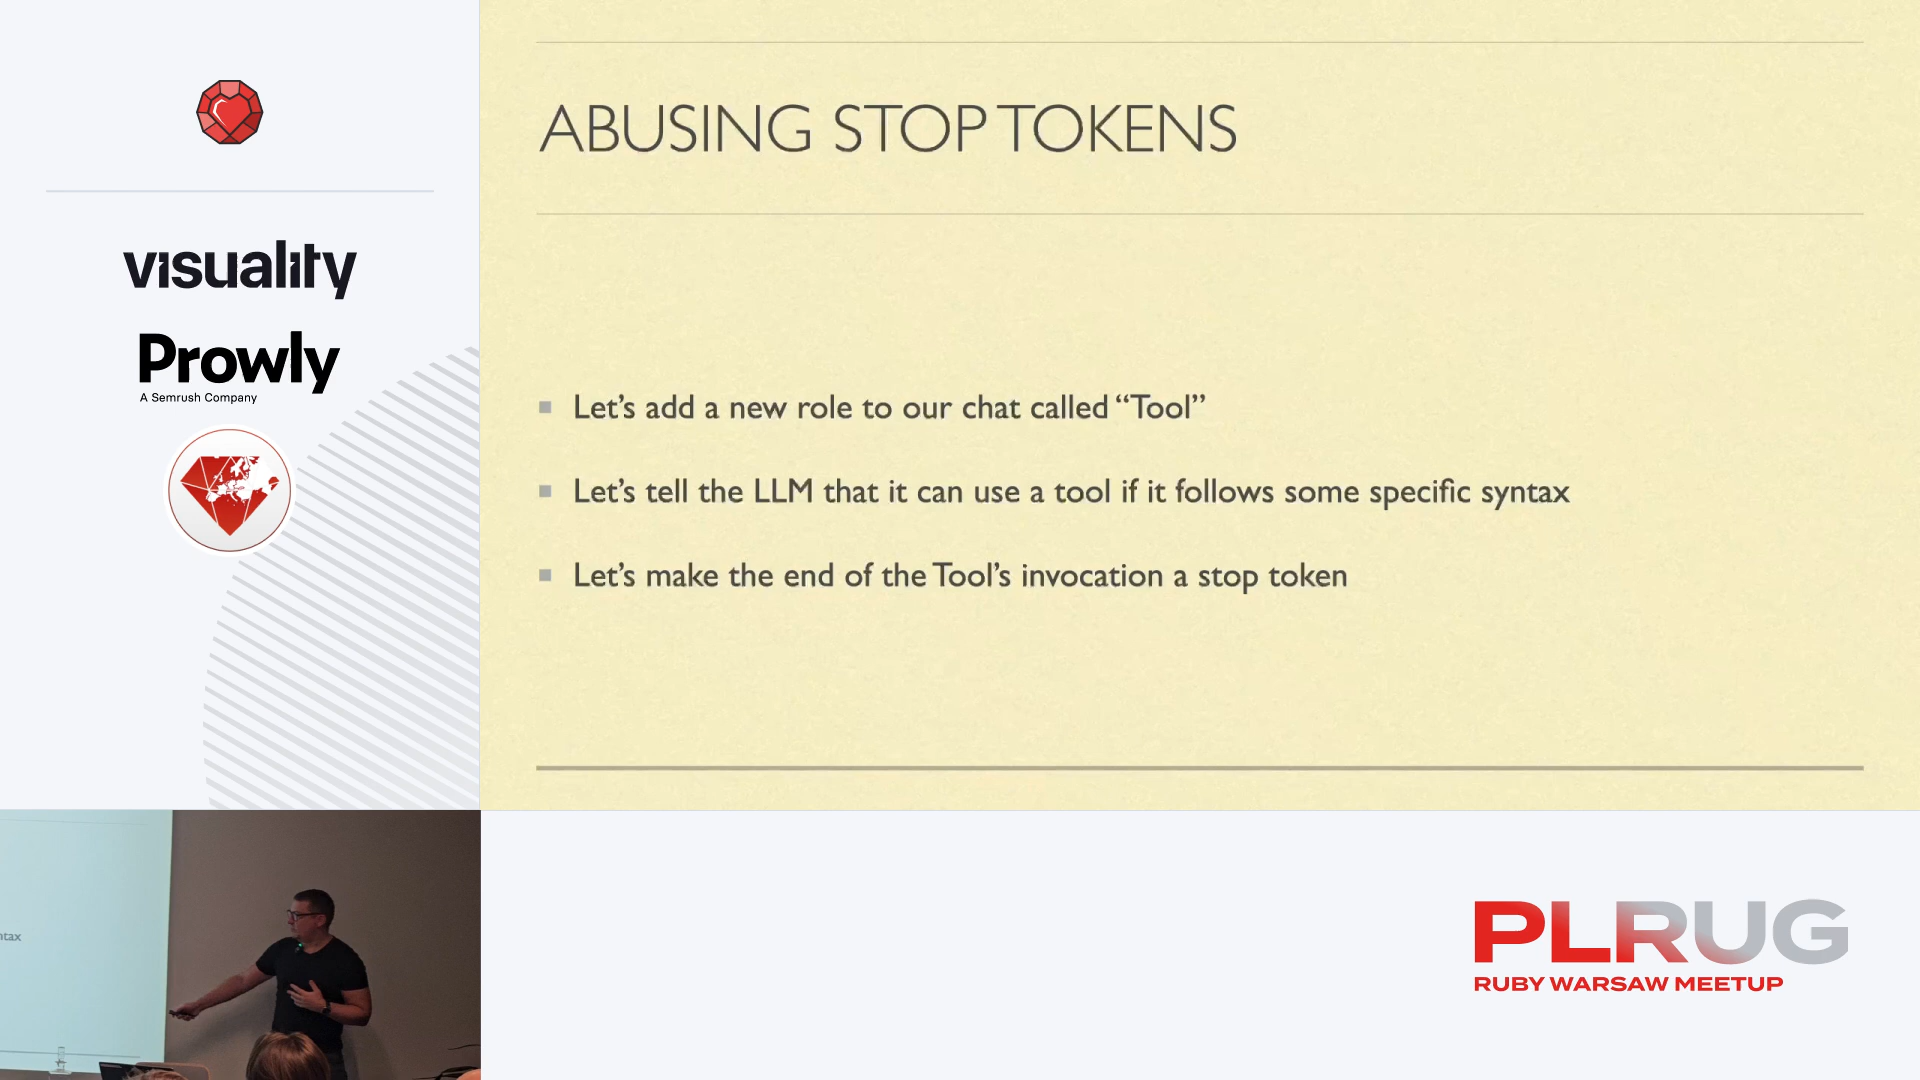 visuality
Prowly
A Semrush Company
ABUSING STOP TOKENS
Let’s add a new role to our chat called “Tool”
Let’s tell the LLM that it can use a tool if it follows some specific syntax
Let’s make the end of the Tool’s invocation a stop token
ntax
PLRUG
RUBY WARSAW MEETUP